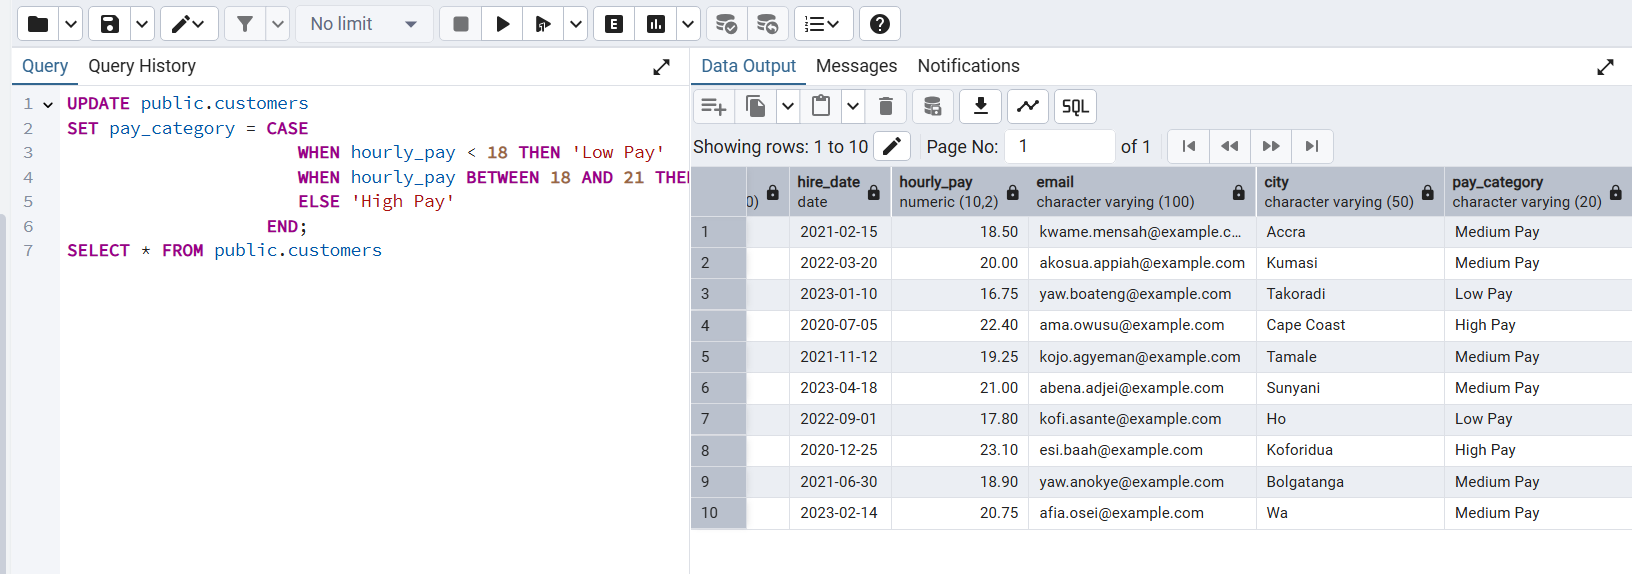 No limit
E
SQL
Query Query History
Data Output Messages Notifications
1 UPDATE public.customers
2 SET pay_category = CASE
3 WHEN hourly_pay < 18 THEN 'Low Pay'
4 WHEN hourly_pay BETWEEN 18 AND 21
5 ELSE 'High Pay'
6 END;
7 SELECT * FROM public.customers
Showing rows: 1 to 10 Page No: 1 of 1
0) hire_date date hourly_pay numeric (10,2) email character varying (100) city character varying (50) pay_category character varying (20)
1 2021-02-15 18.50 kwame.mensah@example.c... Accra Medium Pay
2 2022-03-20 20.00 akosua.appiah@example.com Kumasi Medium Pay
3 2023-01-10 16.75 yaw.boateng@example.com Takoradi Low Pay
4 2020-07-05 22.40 ama.owusu@example.com Cape Coast High Pay
5 2021-11-12 19.25 kojo.agyeman@example.com Tamale Medium Pay
6 2023-04-18 21.00 abena.adjei@example.com Sunyani Medium Pay
7 2022-09-01 17.80 kofi.asante@example.com Ho Low Pay
8 2020-12-25 23.10 esi.baah@example.com Koforidua High Pay
9 2021-06-30 18.90 yaw.anokye@example.com Bolgatanga Medium Pay
10 2023-02-14 20.75 afia.osei@example.com Wa Medium Pay